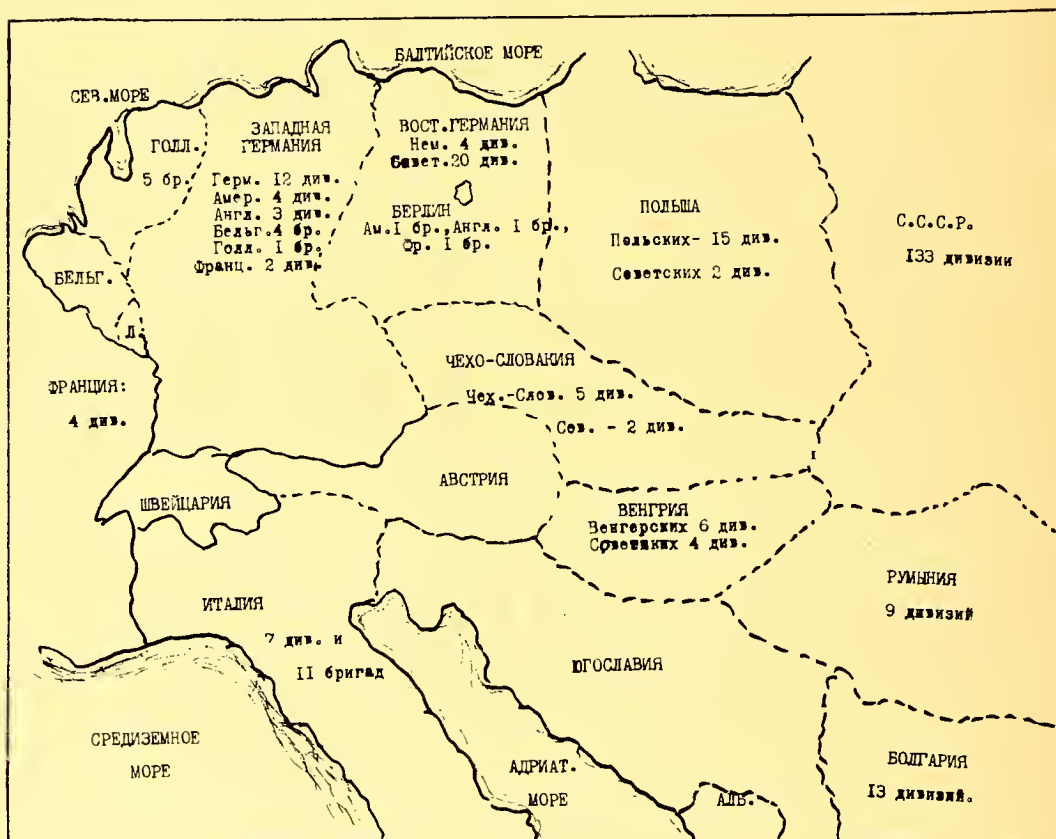 БАЛТИЙСКОЕ МОРЕ
СЕВ.МОРЕ
ГОЛЛ.
5 бр.
ЗАПАДНАЯ
ГЕРМАНИЯ
Герм. 12 див.
Амер. 4 див.
Англ. 3 див.
Бельг.4 бр.
Голл. 1 бр.
Франц. 2 див.
ВОСТ.ГЕРМАНИЯ
Нем. 4 див.
Совет.20 див.
БЕРЛИН
Ам.1 бр.,Англ. 1 бр.,
Фр. 1 бр.
ПОЛЬША
Польских- 15 див.
Советских 2 див.
С.С.С.Р.
133 дивизии
БЕЛЬГ.
Л.
ФРАНЦИЯ:
4 див.
ЧЕХО-СЛОВАКИЯ
Чех.-Слов. 5 див.
Сов. - 2 див.
ШВЕЙЦАРИЯ
АВСТРИЯ
ВЕНГРИЯ
Венгерских 6 див.
Советских 4 див.
РУМЫНИЯ
9 дивизий
ИТАЛИЯ
7 див. и
11 бригад
ЮГОСЛАВИЯ
СРЕДИЗЕМНОЕ
МОРЕ
АДРИАТ.
МОРЕ
АЛБ.
БОЛГАРИЯ
13 дивизий.